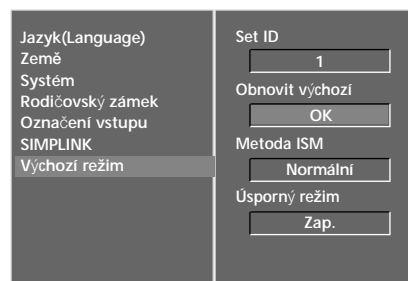 Jazyk(Language)
Země
Systém
Rodičovský zámek
Označení vstupu
SIMPLINK
Výchozí režim
Set ID
1
Obnovit výchozí
OK
Metoda ISM
Normální
Úsporný režim
Zap.